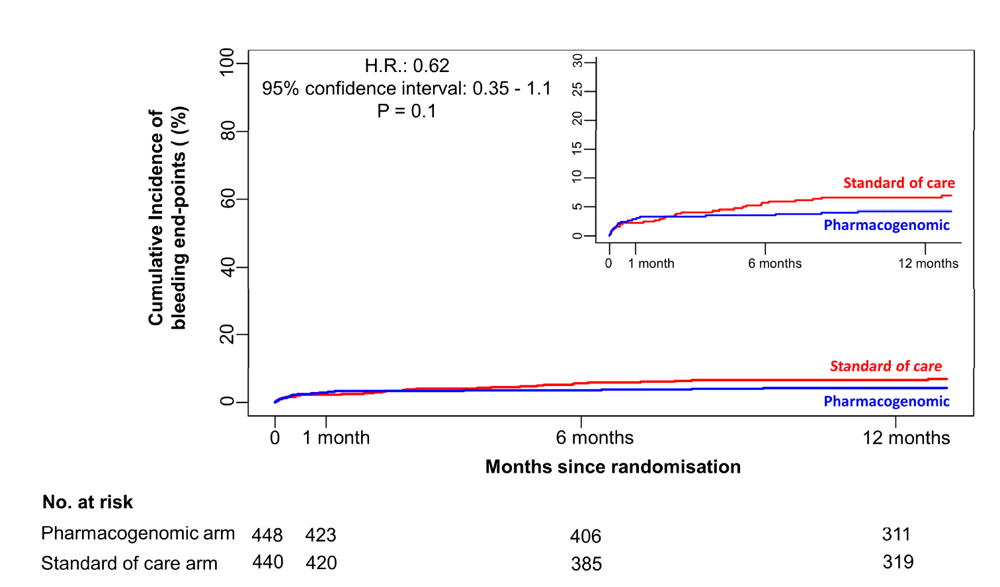 H.R.: 0.62
95% confidence interval: 0.35 - 1.1
P = 0.1
Cumulative Incidence of
bleeding end-points ( (%)
100
80
60
40
20
0
30
25
20
15
10
5
0
Standard of care
Pharmacogenomic
0 1 month 6 months 12 months
Standard of care
Pharmacogenomic
0 1 month 6 months 12 months
Months since randomisation
No. at risk
Pharmacogenomic arm 448 423 406 311
Standard of care arm 440 420 385 319